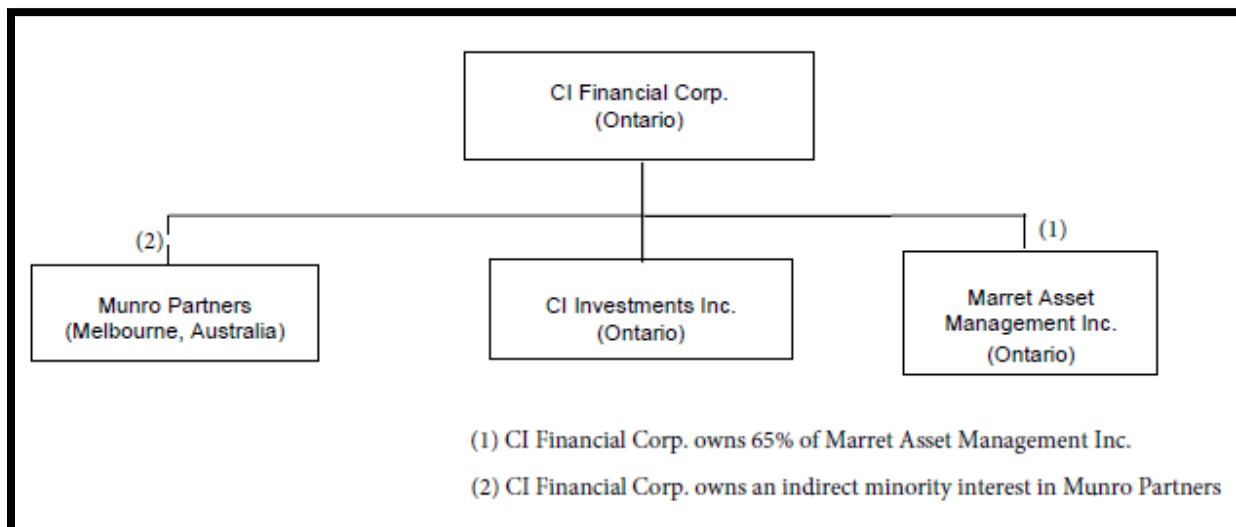 CI Financial Corp.
(Ontario)
(2)
(1)
Munro Partners
(Melbourne, Australia)
CI Investments Inc.
(Ontario)
Marret Asset
Management Inc.
(Ontario)
(1) CI Financial Corp. owns 65% of Marret Asset Management Inc.
(2) CI Financial Corp. owns an indirect minority interest in Munro Partners